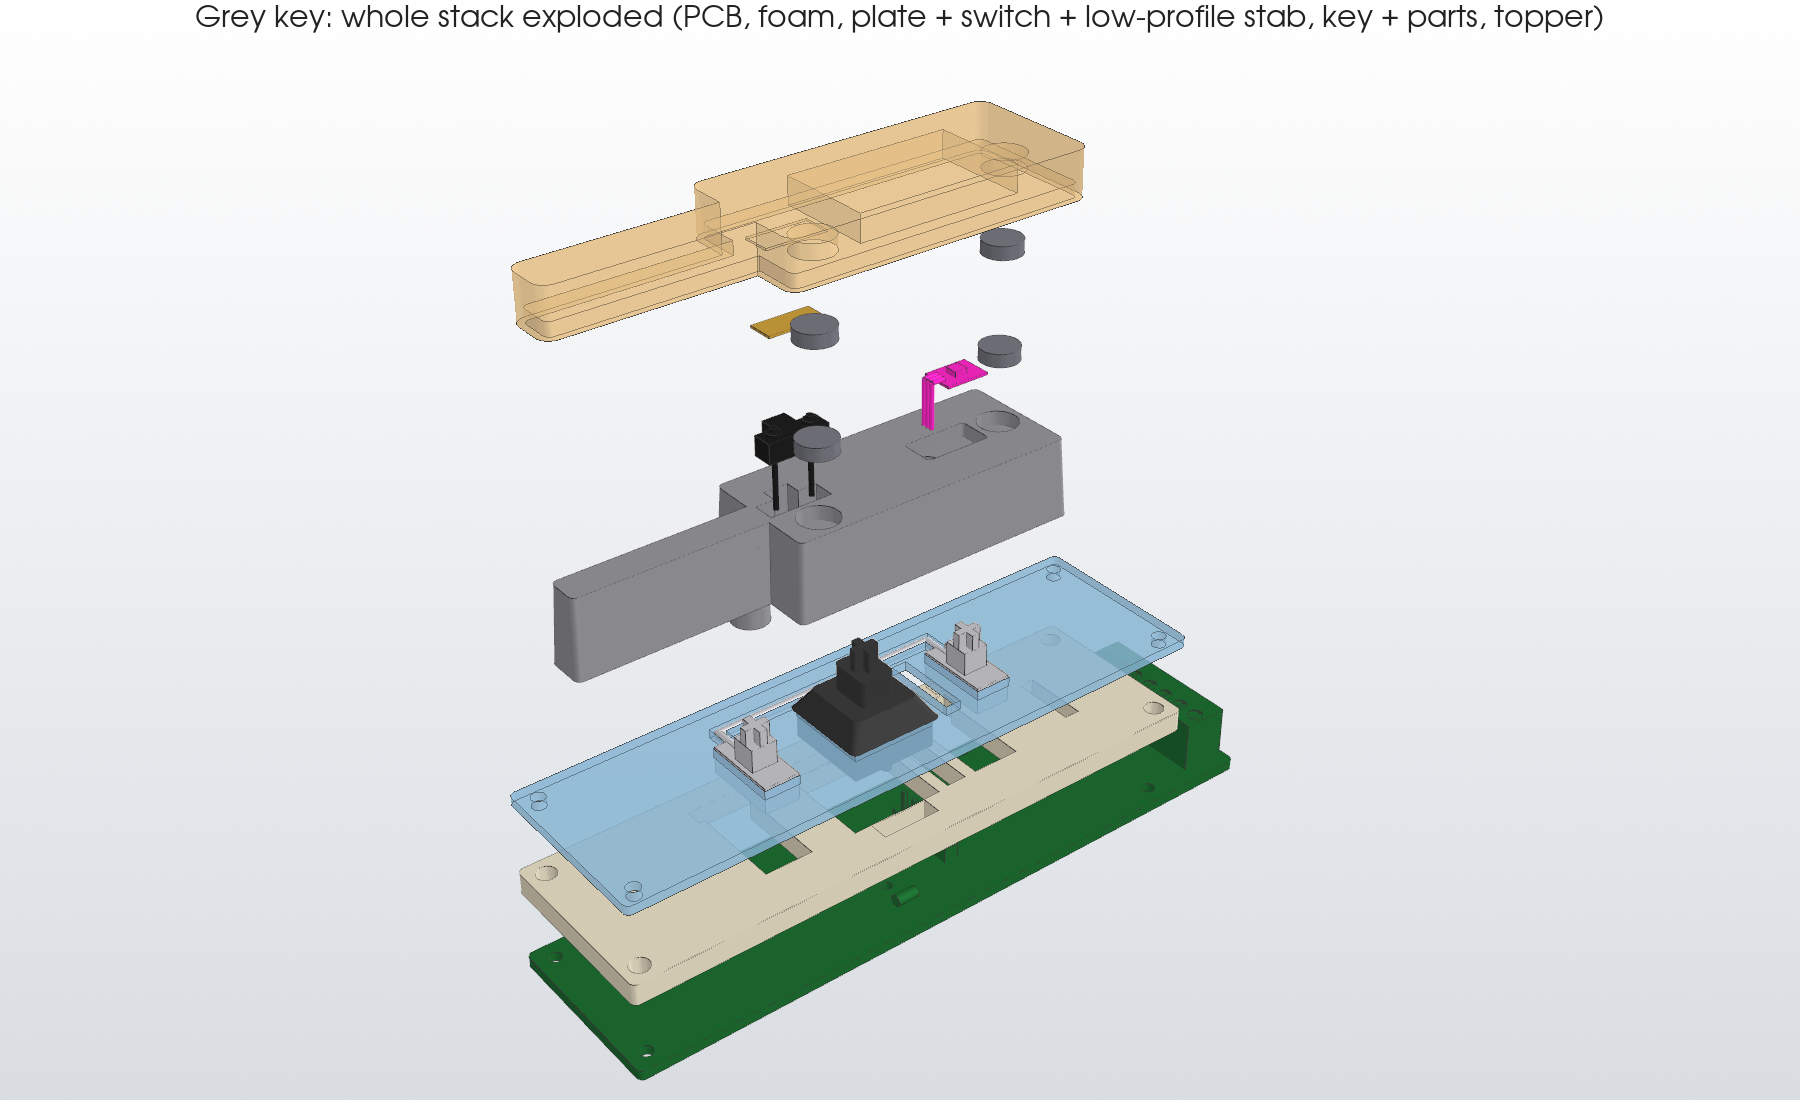 Grey key: whole stack exploded (PCB, foam, plate + switch + low-profile stab, key + parts, topper)